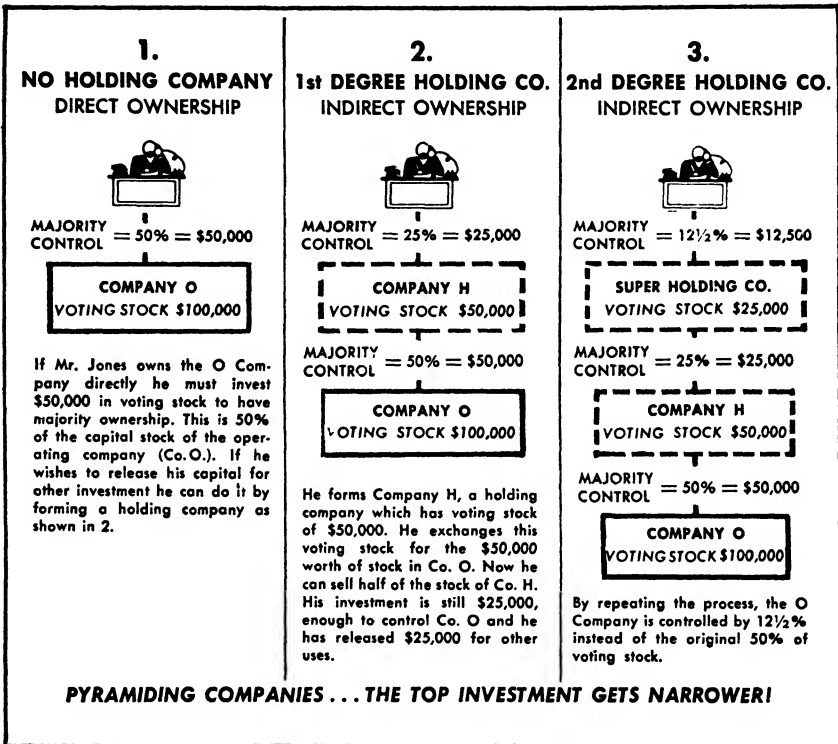 1.
NO HOLDING COMPANY
DIRECT OWNERSHIP
MAJORITY
CONTROL = 50% = $50,000
COMPANY O
VOTING STOCK $100,000
If Mr. Jones owns the O Com-
pany directly he must invest
$50,000 in voting stock to have
majority ownership. This is 50%
of the capital stock of the oper-
ating company (Co. O.). If he
wishes to release his capital for
other investment he can do it by
forming a holding company as
shown in 2.
2.
1st DEGREE HOLDING CO.
INDIRECT OWNERSHIP
MAJORITY
CONTROL = 25% = $25,000
COMPANY H
VOTING STOCK $50,000
MAJORITY
CONTROL = 50% = $50,000
COMPANY O
VOTING STOCK $100,000
He forms Company H, a holding
company which has voting stock
of $50,000. He exchanges this
voting stock for the $50,000
worth of stock in Co. O. Now he
can sell half of the stock of Co. H.
His investment is still $25,000,
enough to control Co. O and he
has released $25,000 for other
uses.
3.
2nd DEGREE HOLDING CO.
INDIRECT OWNERSHIP
MAJORITY
CONTROL = 12½% = $12,500
SUPER HOLDING CO.
VOTING STOCK $25,000
MAJORITY
CONTROL = 25% = $25,000
COMPANY H
VOTING STOCK $50,000
MAJORITY
CONTROL = 50% = $50,000
COMPANY O
VOTING STOCK $100,000
By repeating the process, the O
Company is controlled by 12½%
instead of the original 50% of
voting stock.
PYRAMIDING COMPANIES . . . THE TOP INVESTMENT GETS NARROWER!